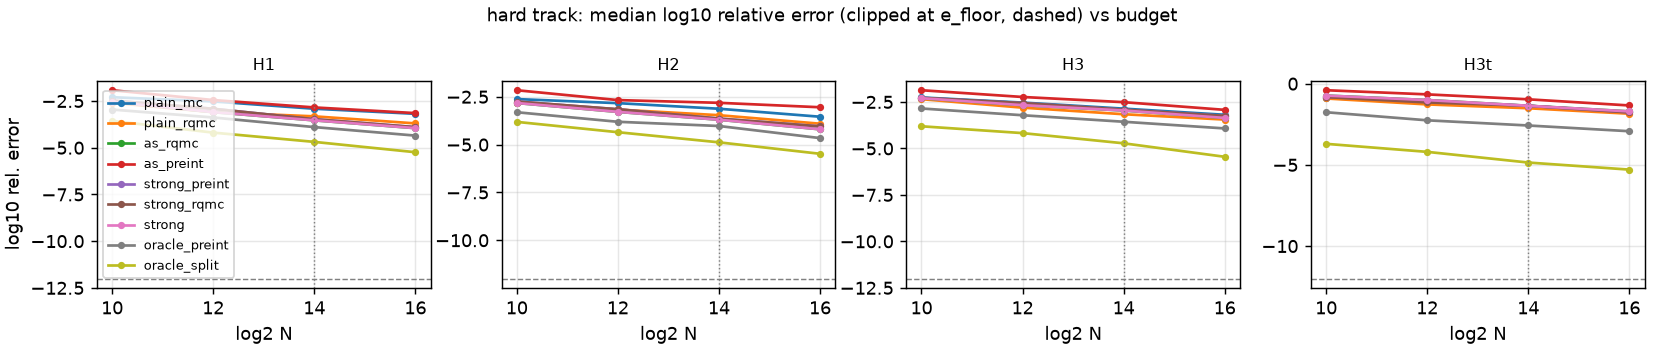 hard track: median log10 relative error (clipped at e_floor, dashed) vs budget
H1
H2
H3
H3t
log10 rel. error
−2.5
−5.0
−7.5
−10.0
−12.5
plain_mc
plain_rqmc
as_rqmc
as_preint
strong_preint
strong_rqmc
strong
oracle_preint
oracle_split
10
12
14
16
log2 N
−2.5
−5.0
−7.5
−10.0
10
12
14
16
log2 N
−2.5
−5.0
−7.5
−10.0
−12.5
10
12
14
16
log2 N
0
−5
−10
10
12
14
16
log2 N